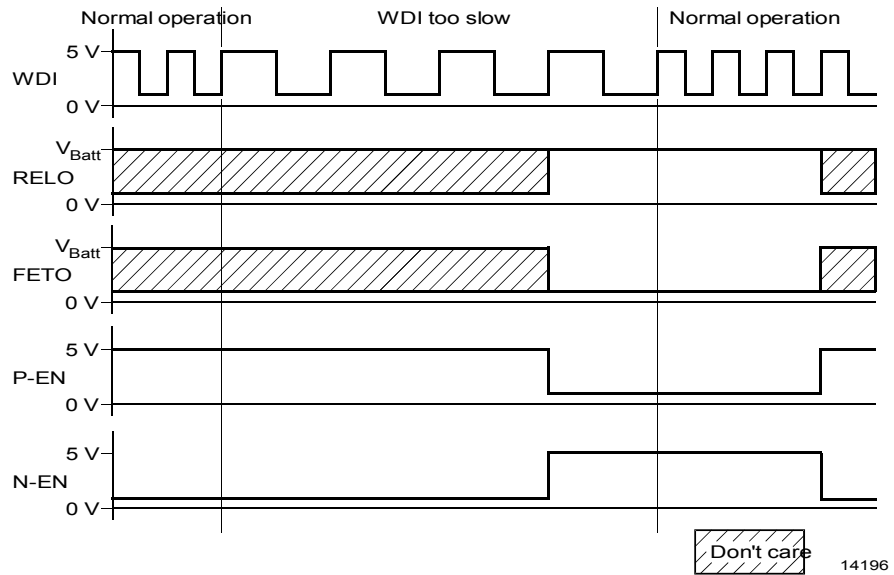 Normal operation WDI too slow Normal operation
5 V
WDI
0 V
VBatt
RELO
0 V
VBatt
FETO
0 V
5 V
P-EN
0 V
5 V
N-EN
0 V
Don't care
14196